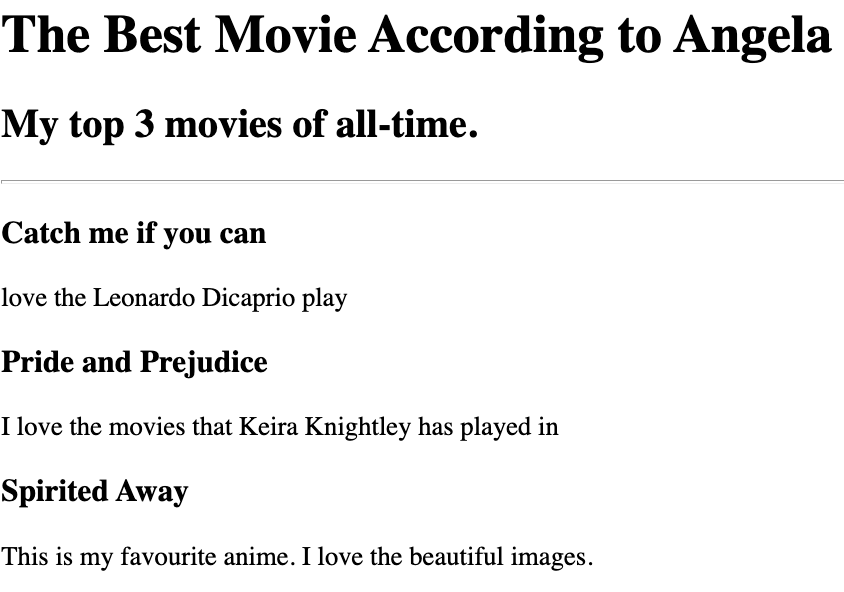 The Best Movie According to Angela
My top 3 movies of all-time.
Catch me if you can
love the Leonardo Dicaprio play
Pride and Prejudice
I love the movies that Keira Knightley has played in
Spirited Away
This is my favourite anime. I love the beautiful images.